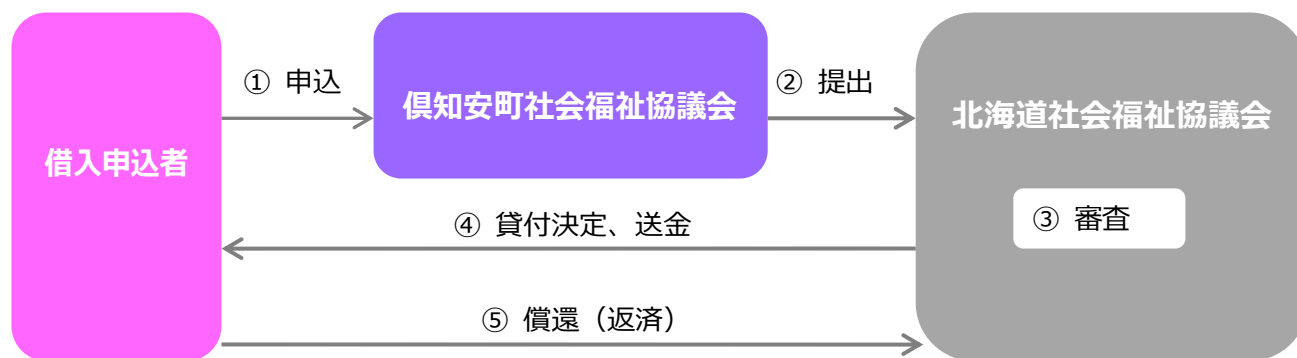 ① 申込
② 提出
倶知安町社会福祉協議会
北海道社会福祉協議会
借入申込者
③ 審査
④ 貸付決定、送金
⑤ 償還（返済）